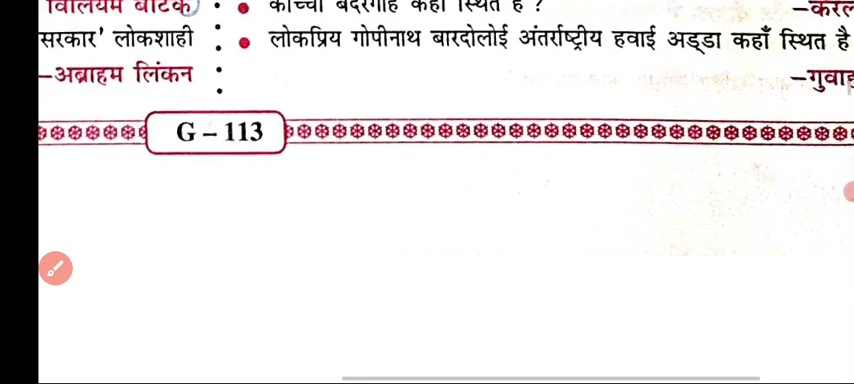 विलियम बेंटिक
सरकार' लोकशाही
–अब्राहम लिंकन
• कोच्चा बंदरगाह कहाँ स्थित है ?
–केरल
• लोकप्रिय गोपीनाथ बारदोलोई अंतर्राष्ट्रीय हवाई अड्डा कहाँ स्थित है
G – 113